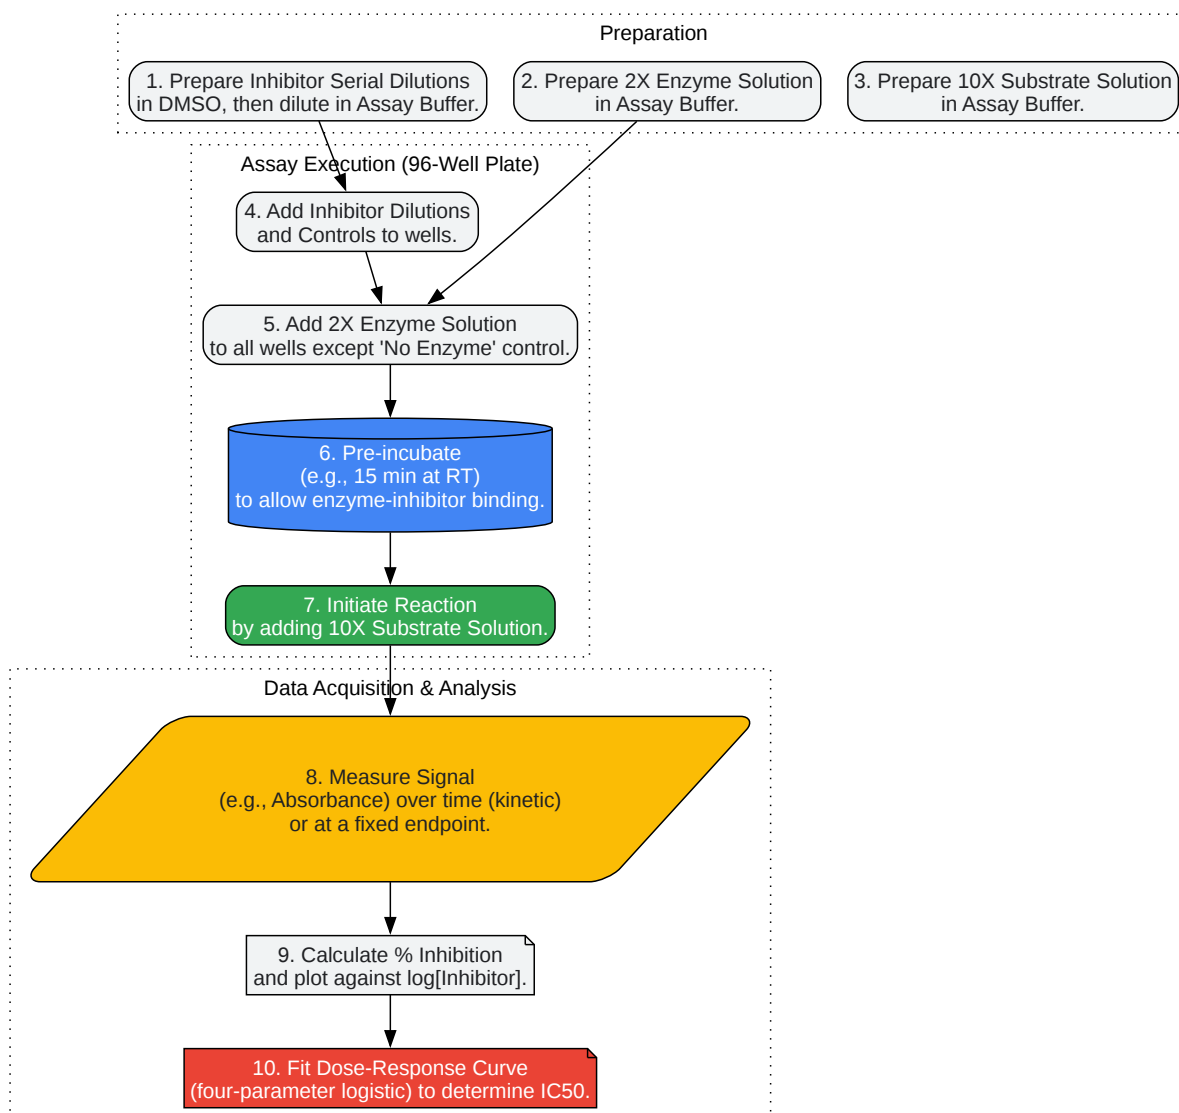 Preparation
1. Prepare Inhibitor Serial Dilutions
in DMSO, then dilute in Assay Buffer.
2. Prepare 2X Enzyme Solution
in Assay Buffer.
3. Prepare 10X Substrate Solution
in Assay Buffer.
Assay Execution (96-Well Plate)
4. Add Inhibitor Dilutions
and Controls to wells.
5. Add 2X Enzyme Solution
to all wells except 'No Enzyme' control.
6. Pre-incubate
(e.g., 15 min at RT)
to allow enzyme-inhibitor binding.
7. Initiate Reaction
by adding 10X Substrate Solution.
Data Acquisition & Analysis
8. Measure Signal
(e.g., Absorbance) over time (kinetic)
or at a fixed endpoint.
9. Calculate % Inhibition
and plot against log[Inhibitor].
10. Fit Dose-Response Curve
(four-parameter logistic) to determine IC50.